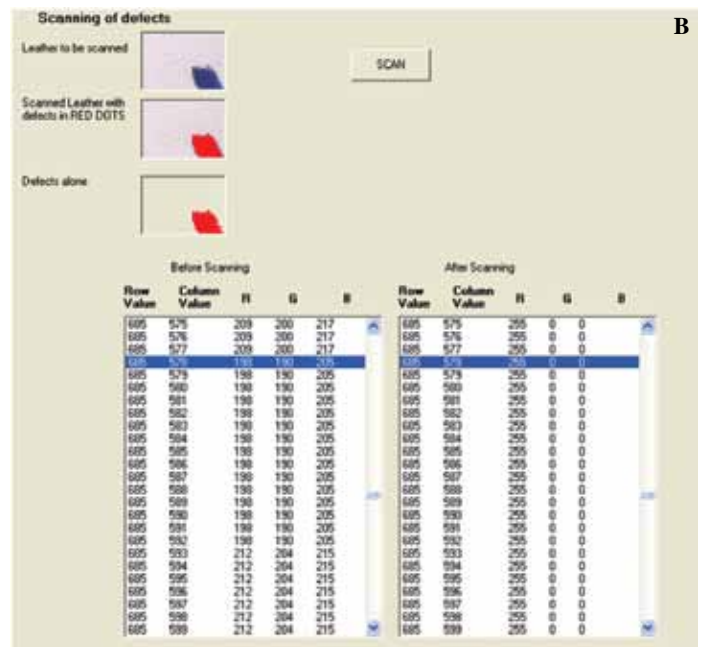 Scanning of defects
B
Leather to be scanned
SCAN
Scanned Leather with
defects in RED DOTS
Defects alone
Before Scanning
After Scanning
Row Value Column Value R G B
Row Value Column Value R G B
685 575 209 200 217
685 576 209 200 217
685 577 209 200 217
685 578 198 190 205
685 579 198 190 205
685 580 198 190 205
685 581 198 190 205
685 582 198 190 205
685 583 198 190 205
685 584 198 190 205
685 585 198 190 205
685 586 198 190 205
685 587 198 190 205
685 588 198 190 205
685 589 198 190 205
685 590 198 190 205
685 591 198 190 205
685 592 198 190 205
685 593 212 204 215
685 594 212 204 215
685 595 212 204 215
685 596 212 204 215
685 597 212 204 215
685 598 212 204 215
685 599 212 204 215
685 575 255 0 0
685 576 255 0 0
685 577 255 0 0
685 578 255 0 0
685 579 255 0 0
685 580 255 0 0
685 581 255 0 0
685 582 255 0 0
685 583 255 0 0
685 584 255 0 0
685 585 255 0 0
685 586 255 0 0
685 587 255 0 0
685 588 255 0 0
685 589 255 0 0
685 590 255 0 0
685 591 255 0 0
685 592 255 0 0
685 593 255 0 0
685 594 255 0 0
685 595 255 0 0
685 596 255 0 0
685 597 255 0 0
685 598 255 0 0
685 599 255 0 0